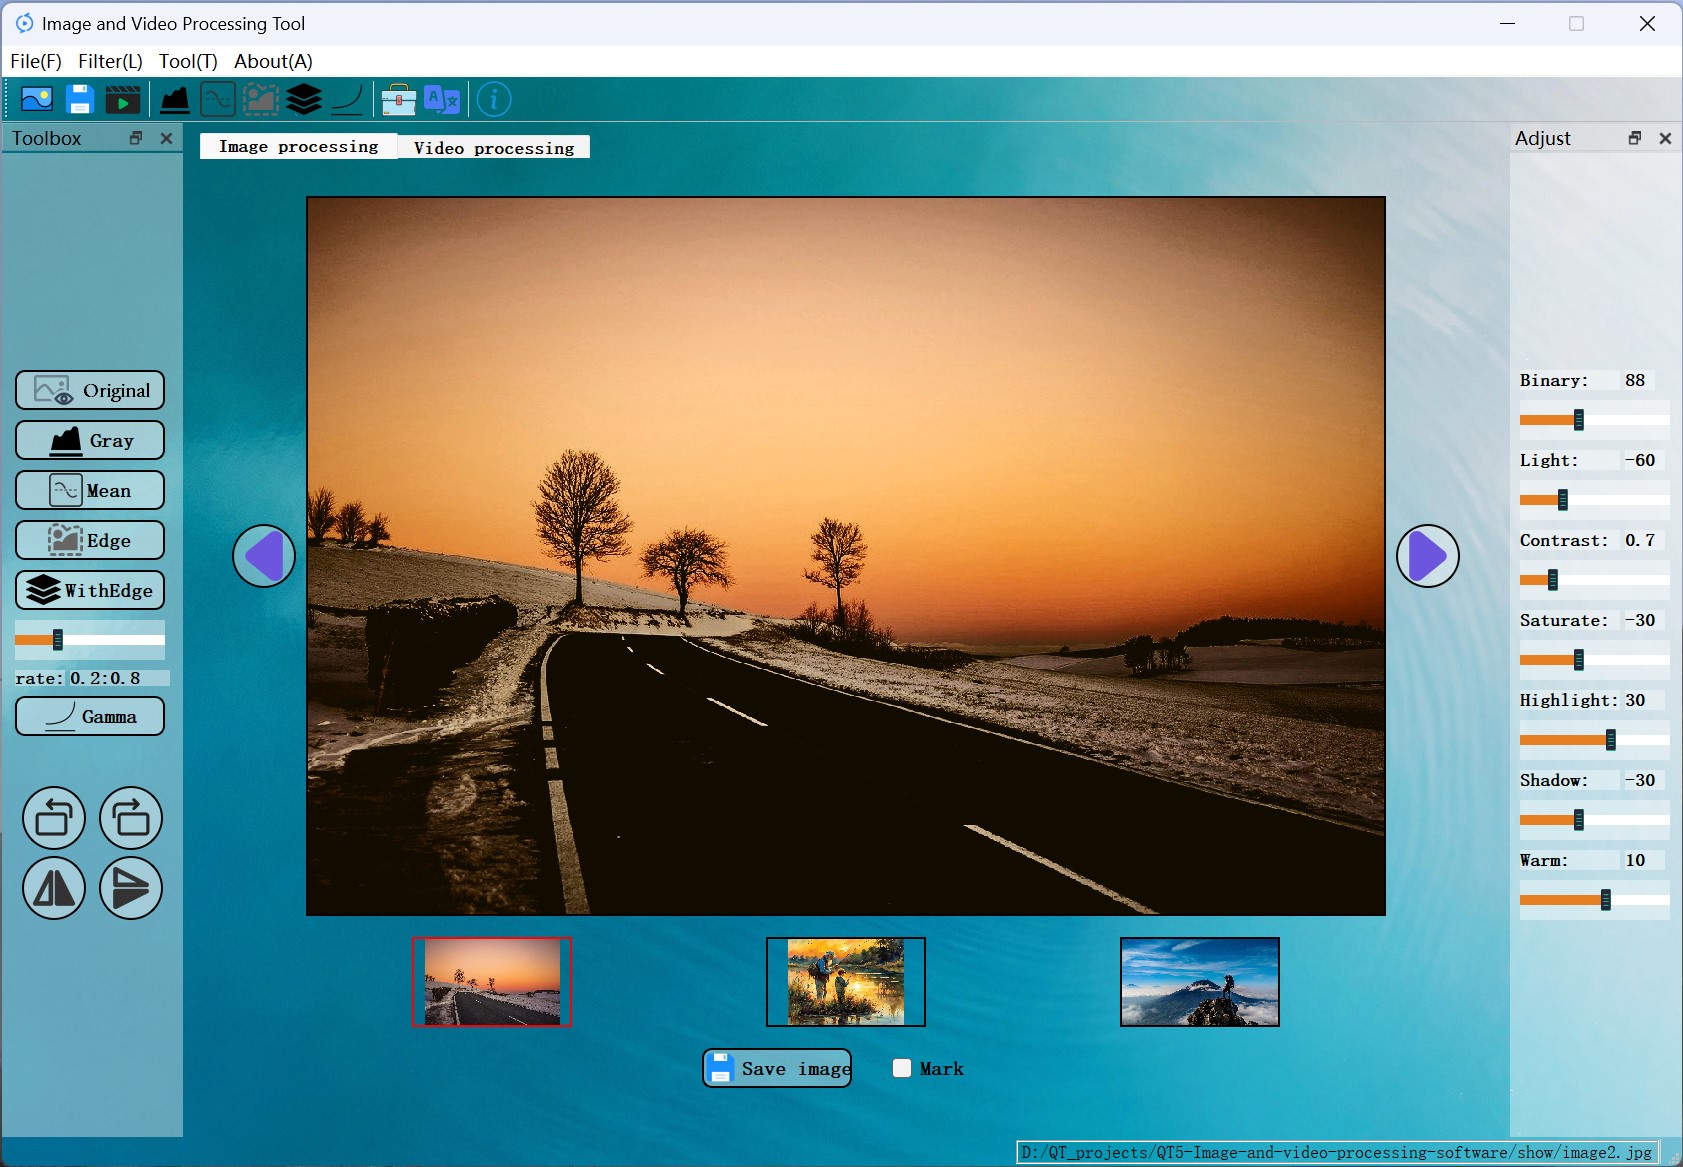 Image and Video Processing Tool
File(F) Filter(L) Tool(T) About(A)
Toolbox
Image processing Video processing
Adjust
Original
Gray
Mean
Edge
WithEdge
rate: 0.2:0.8
Gamma
Binary: 88
Light: -60
Contrast: 0.7
Saturate: -30
Highlight: 30
Shadow: -30
Warm: 10
Save image
Mark
D:/QT_projects/QT5-Image-and-video-processing-software/show/image2.jpg